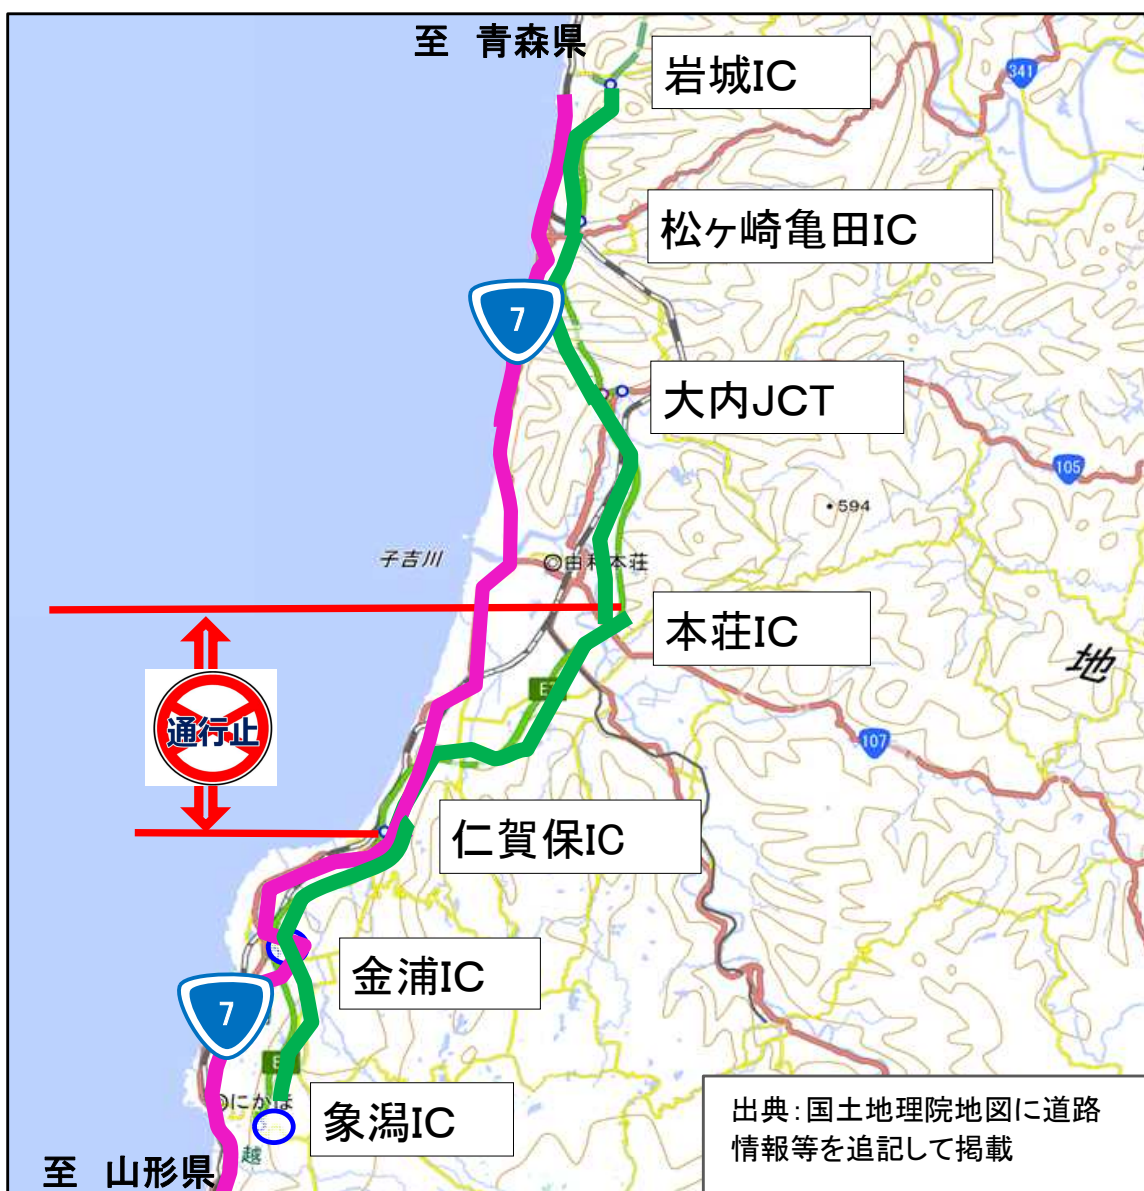 至 青森県
岩城IC
341
松ヶ崎亀田IC
7
大内JCT
105
594
子吉川
由利本荘
本荘IC
地
E7
通行止
107
仁賀保IC
金浦IC
7
にかほ
象潟IC
越
至 山形県
出典：国土地理院地図に道路
情報等を追記して掲載